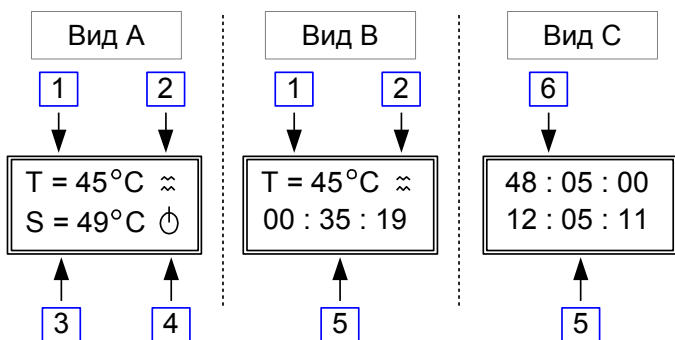 Вид A
Вид B
Вид C
1
2
1
2
6
T = 45°C ≈
S = 49°C
T = 45°C ≈
00 : 35 : 19
48 : 05 : 00
12 : 05 : 11
3
4
5
5